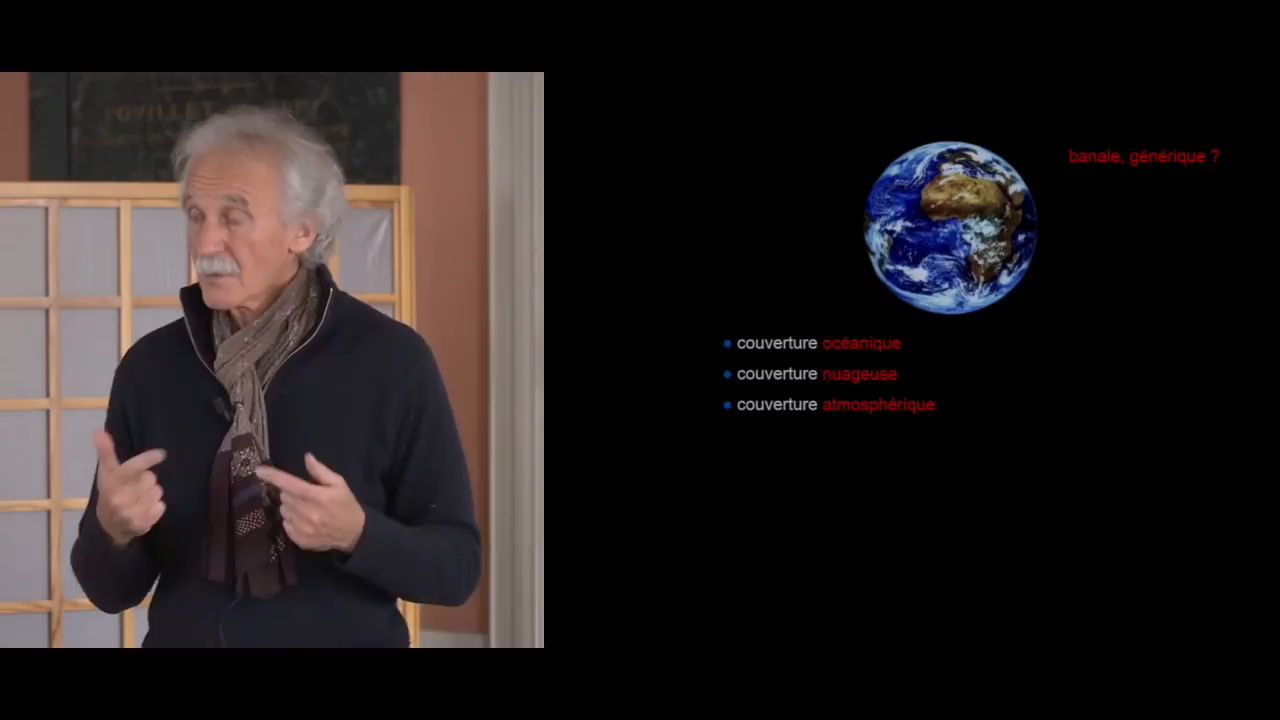 banale, générique ?
couverture océanique
couverture nuageuse
couverture atmosphérique